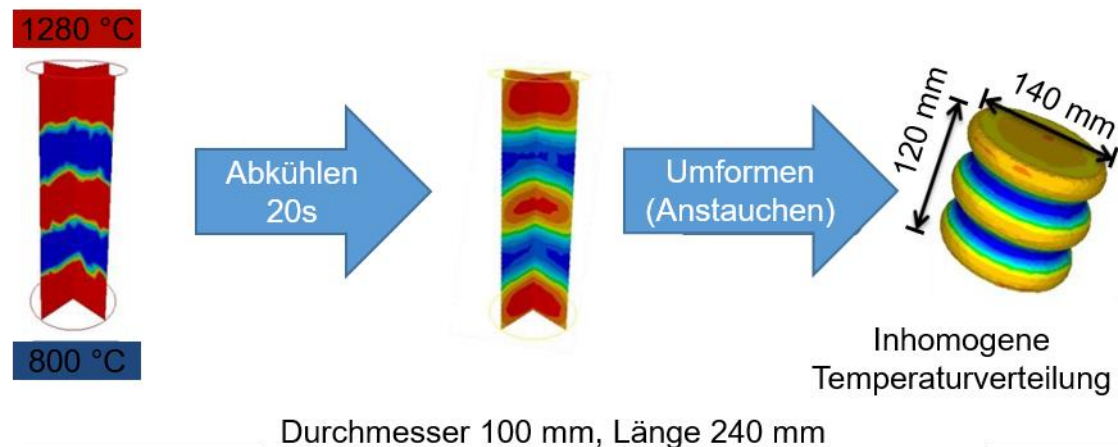 1280 °C
800 °C
Abkühlen
20s
Umformen
(Anstauchen)
120 mm
140 mm
Inhomogene
Temperaturverteilung
Durchmesser 100 mm, Länge 240 mm